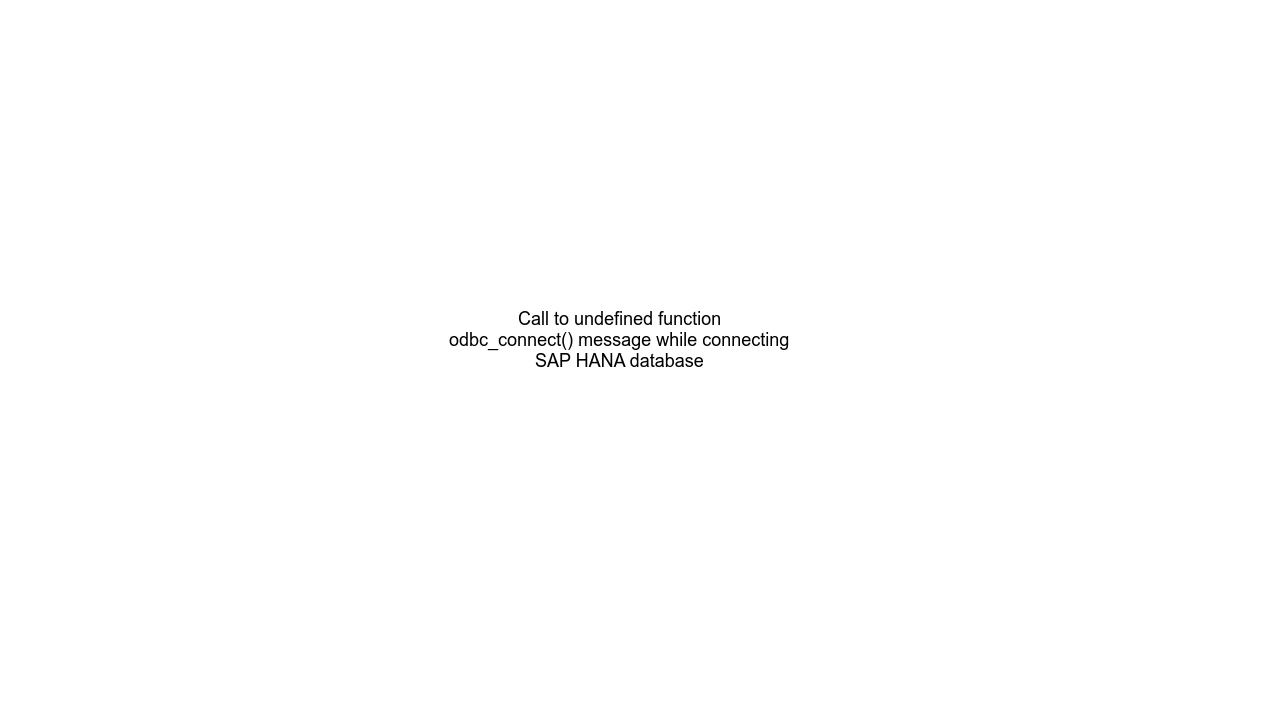 Call to undefined function
odbc_connect() message while connecting
SAP HANA database